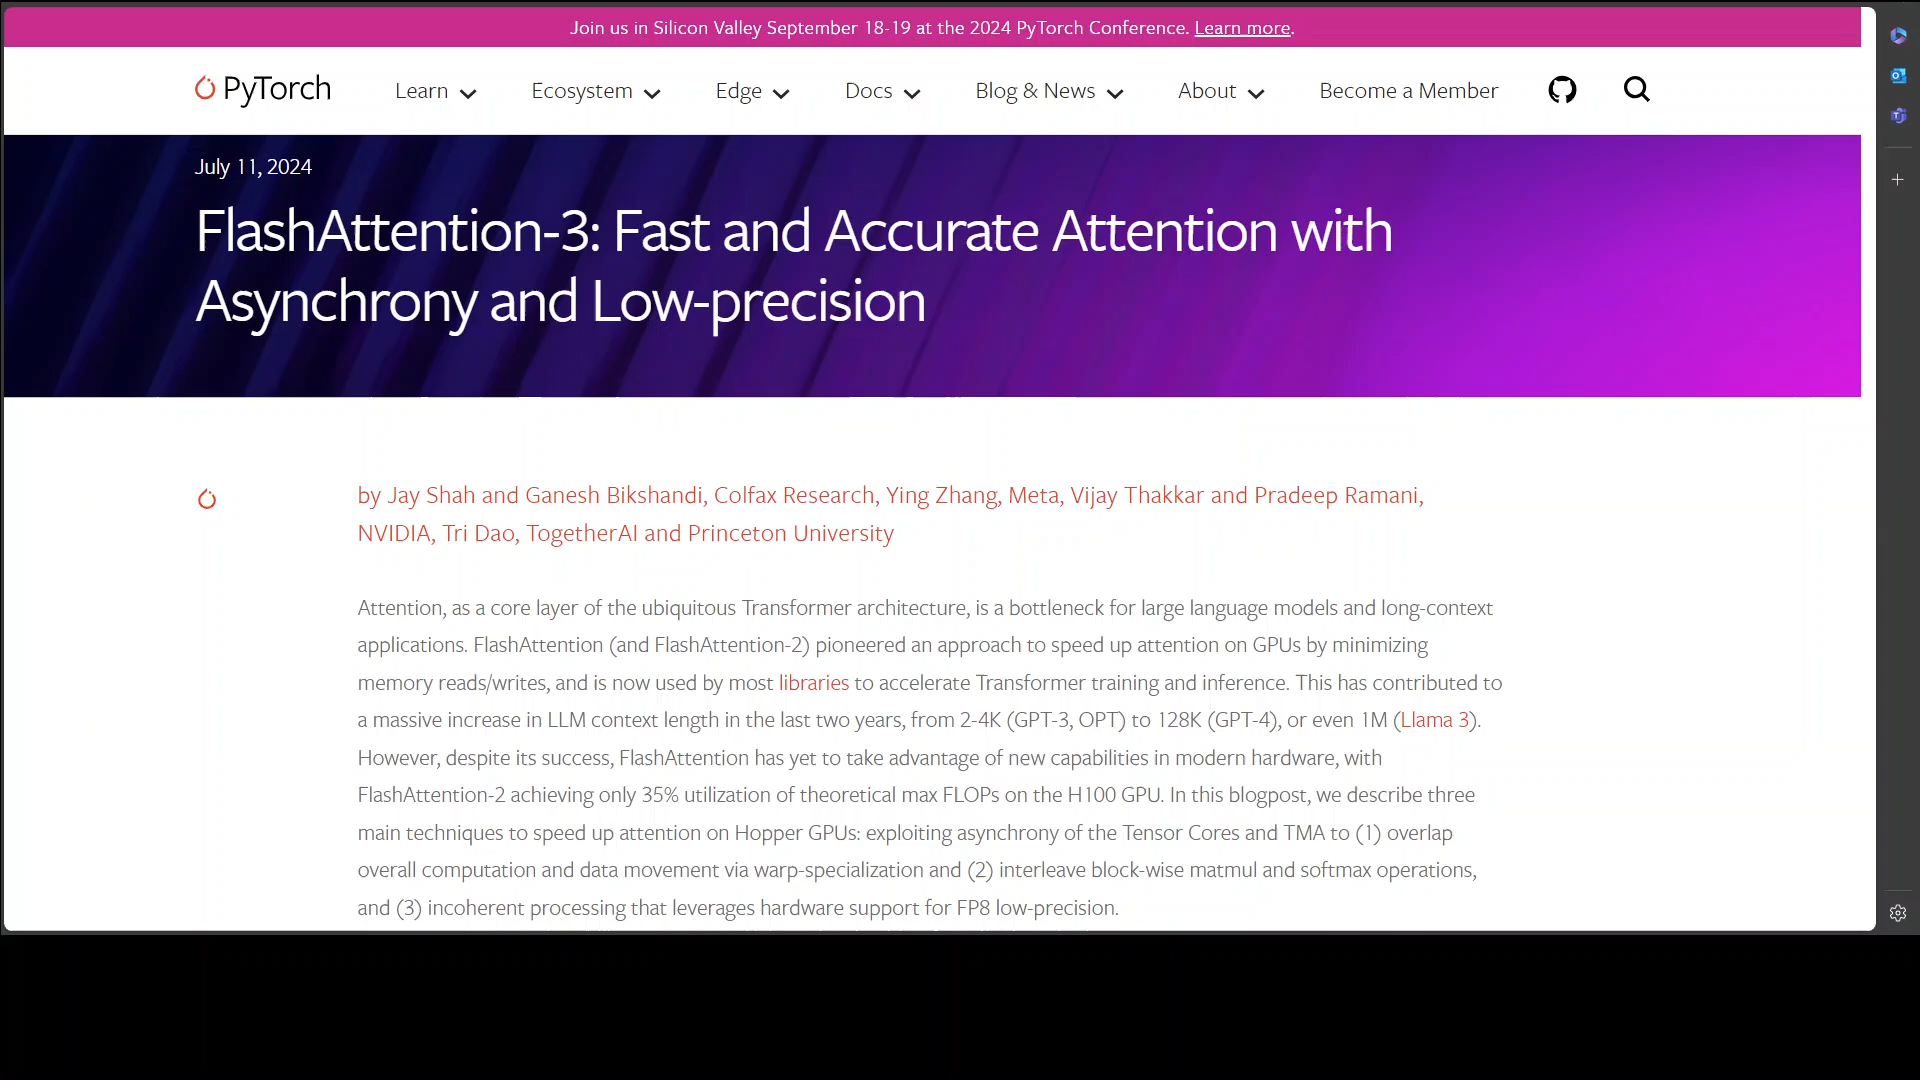 Join us in Silicon Valley September 18-19 at the 2024 PyTorch Conference. Learn more.
PyTorch Learn Ecosystem Edge Docs Blog & News About Become a Member
July 11, 2024
FlashAttention-3: Fast and Accurate Attention with
Asynchrony and Low-precision
by Jay Shah and Ganesh Bikshandi, Colfax Research, Ying Zhang, Meta, Vijay Thakkar and Pradeep Ramani,
NVIDIA, Tri Dao, TogetherAI and Princeton University
Attention, as a core layer of the ubiquitous Transformer architecture, is a bottleneck for large language models and long-context
applications. FlashAttention (and FlashAttention-2) pioneered an approach to speed up attention on GPUs by minimizing
memory reads/writes, and is now used by most libraries to accelerate Transformer training and inference. This has contributed to
a massive increase in LLM context length in the last two years, from 2-4K (GPT-3, OPT) to 128K (GPT-4), or even 1M (Llama 3).
However, despite its success, FlashAttention has yet to take advantage of new capabilities in modern hardware, with
FlashAttention-2 achieving only 35% utilization of theoretical max FLOPs on the H100 GPU. In this blogpost, we describe three
main techniques to speed up attention on Hopper GPUs: exploiting asynchrony of the Tensor Cores and TMA to (1) overlap
overall computation and data movement via warp-specialization and (2) interleave block-wise matmul and softmax operations,
and (3) incoherent processing that leverages hardware support for FP8 low-precision.